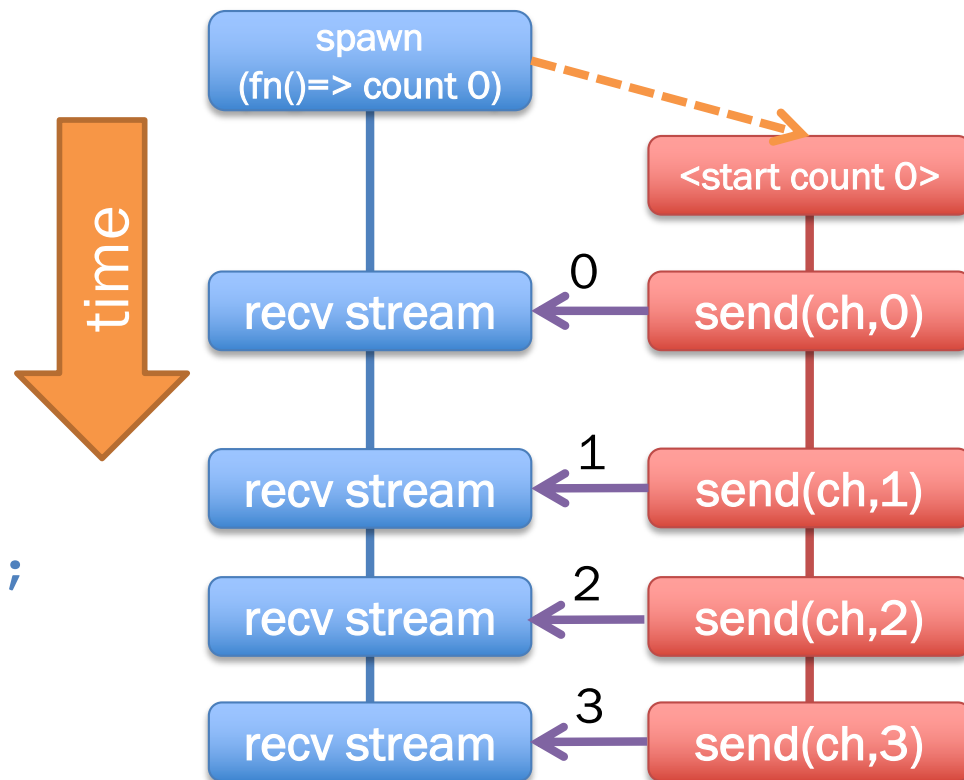 spawn
(fn()=> count 0)
<start count 0>
time
0
recv stream
send(ch,0)
1
recv stream
send(ch,1)
;
2
recv stream
send(ch,2)
3
recv stream
send(ch,3)